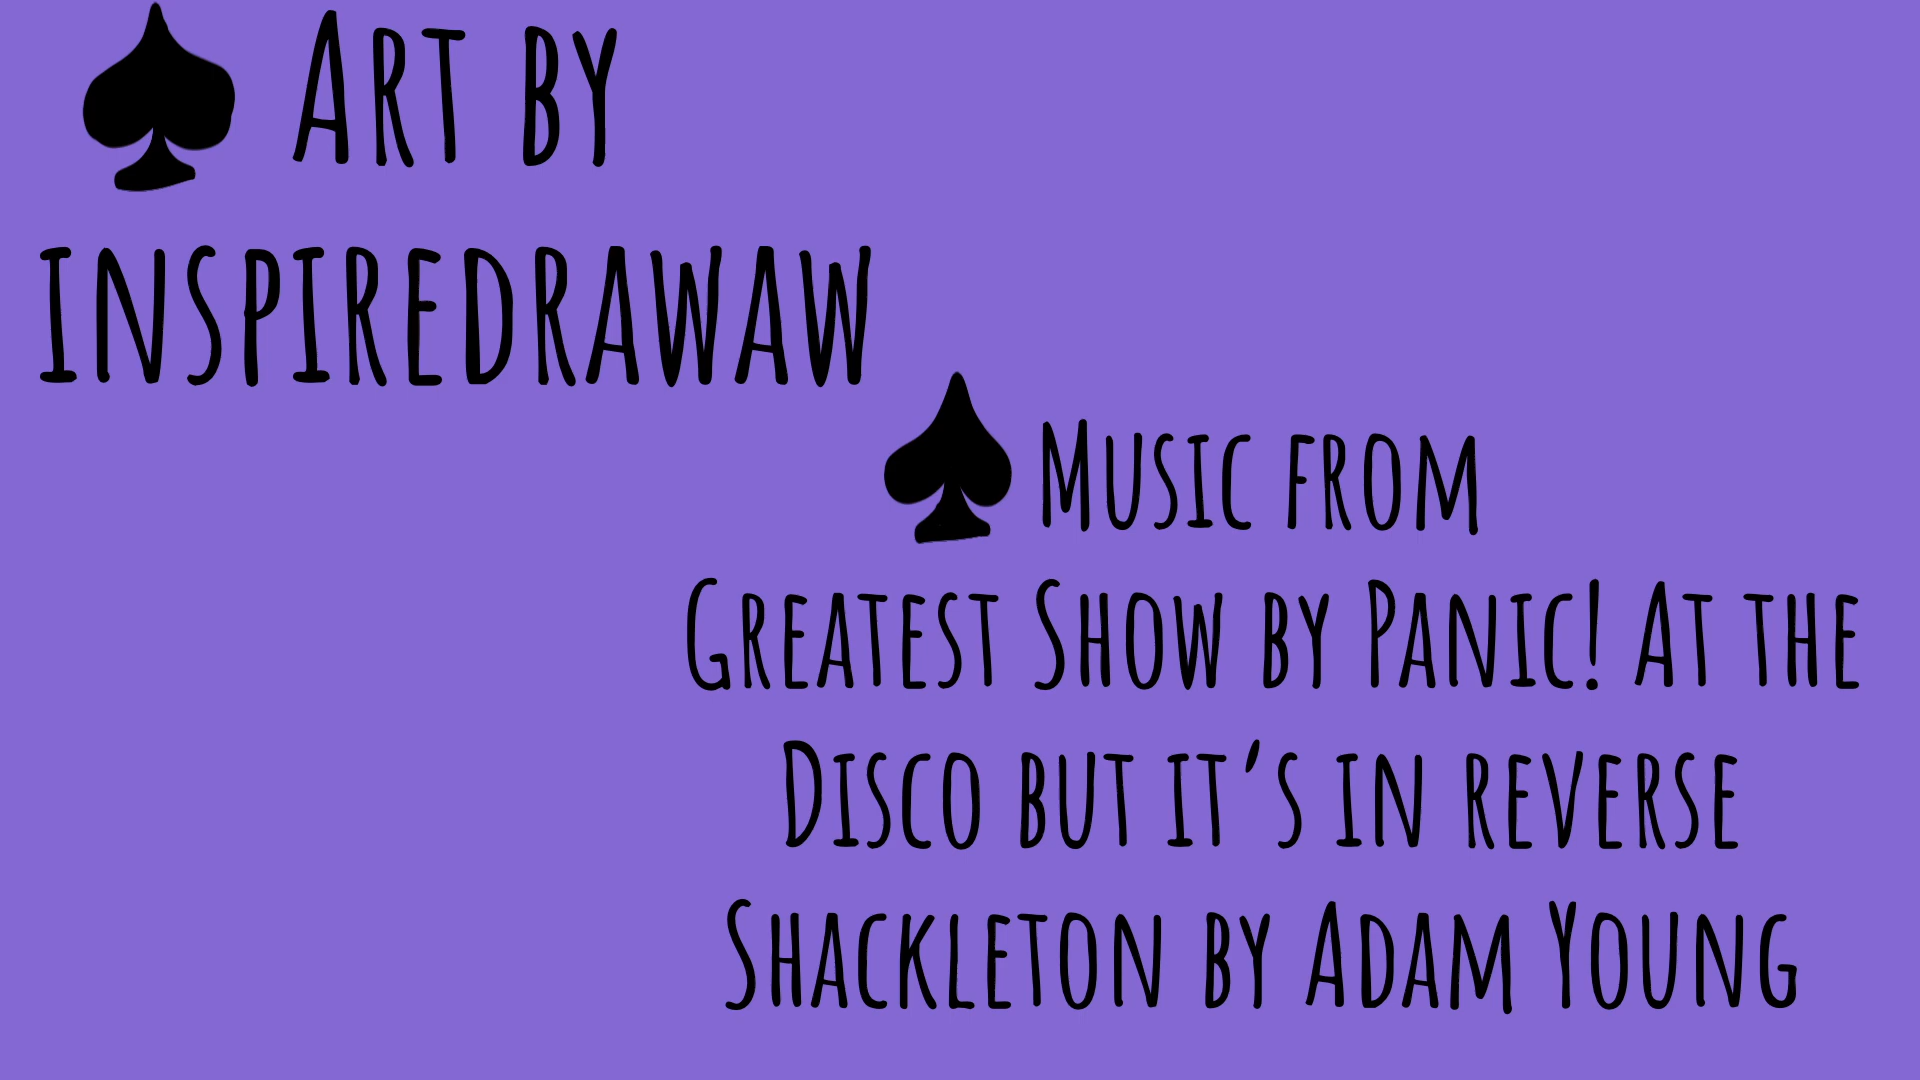 Art by
inspiredrawaw
Music from
Greatest Show by Panic! At the
Disco but it’s in reverse
Shackleton by Adam Young